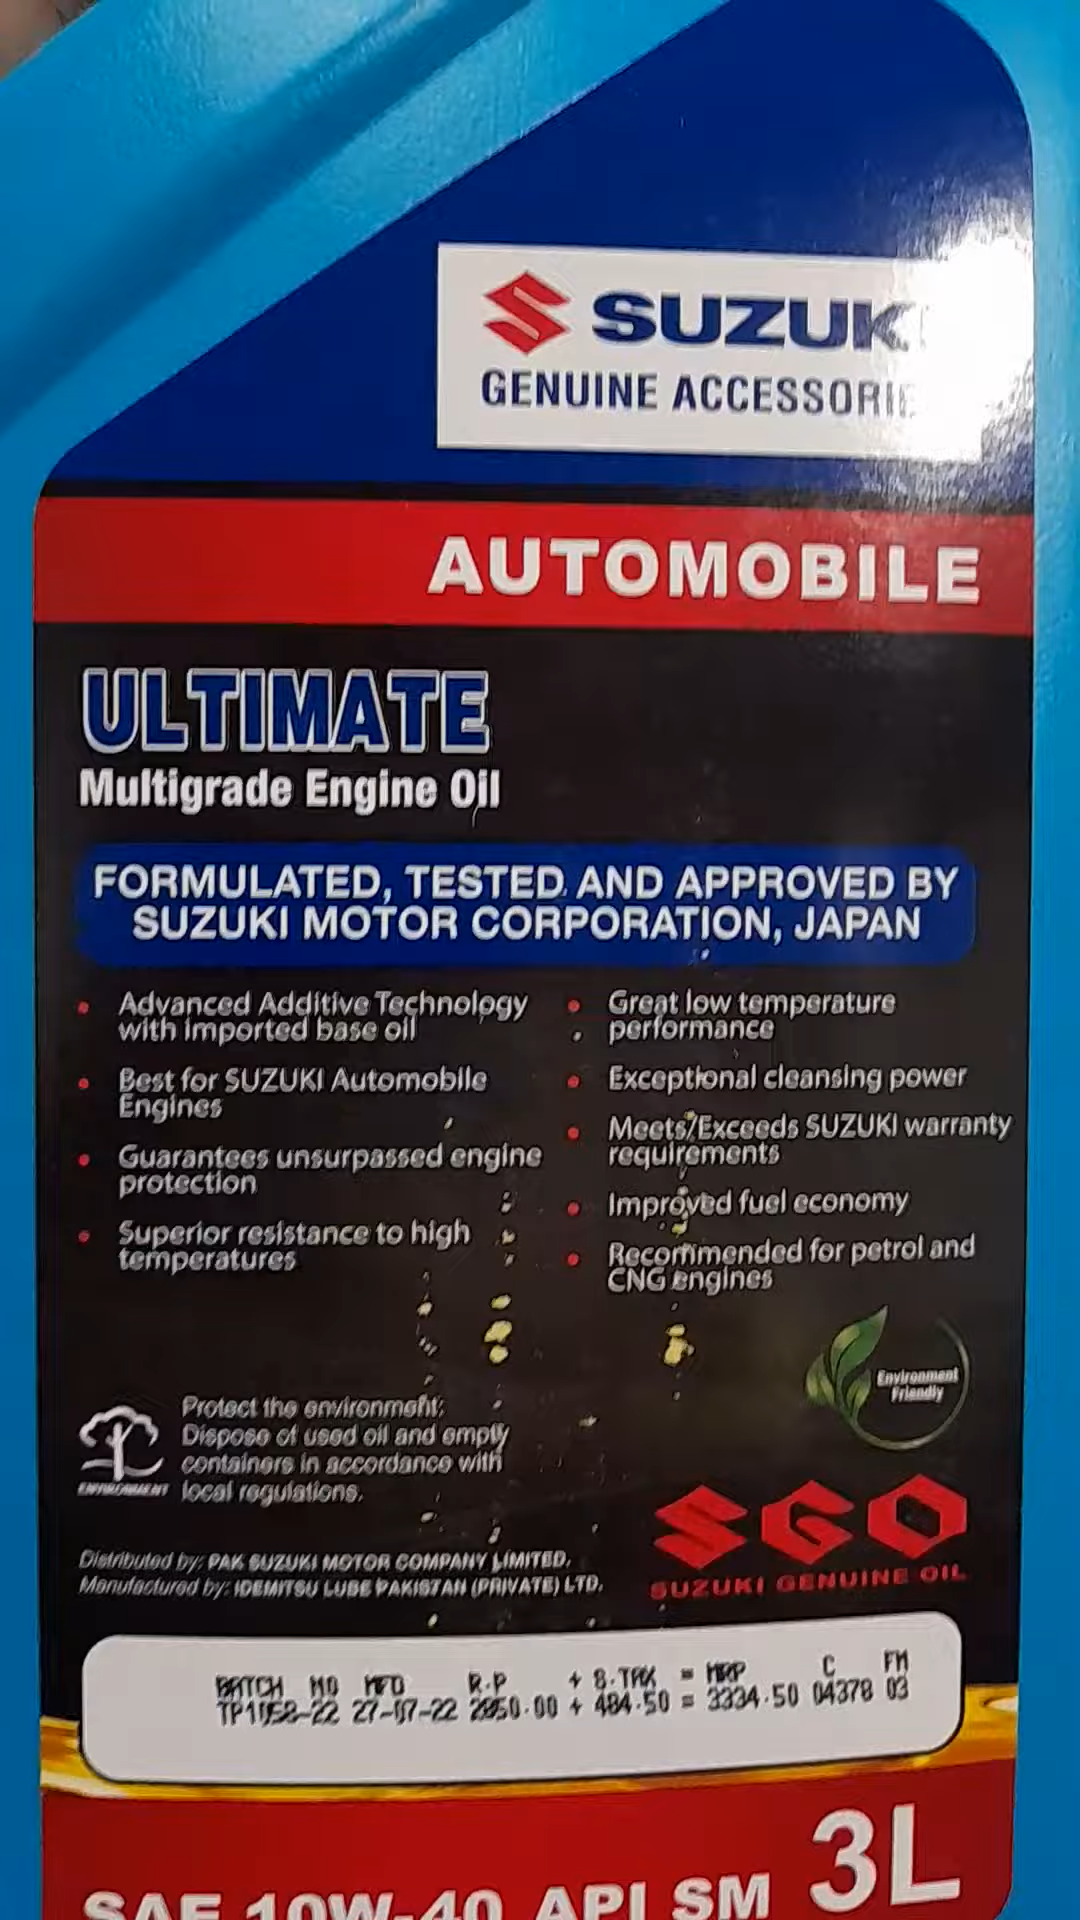 SUZUK
GENUINE ACCESSORIE
AUTOMOBILE
ULTIMATE
Multigrade Engine Oil
FORMULATED, TESTED AND APPROVED BY
SUZUKI MOTOR CORPORATION, JAPAN
Advanced Additive Technology
with imported base oil
Best for SUZUKI Automobile
Engines
Guarantees unsurpassed engine
protection
Superior resistance to high
temperatures
Great low temperature
performance
Exceptional cleansing power
Meets/Exceeds SUZUKI warranty
requirements
Improved fuel economy
Recommended for petrol and
CNG engines
Environment
Friendly
Protect the environment:
Dispose of used oil and empty
containers in accordance with
local regulations.
ENVIRONMENT
SGO
SUZUKI GENUINE OIL
Distributed by: PAK SUZUKI MOTOR COMPANY LIMITED.
Manufactured by: IDEMITSU LUBE PAKISTAN (PRIVATE) LTD.
BATCH NO MFD R.P + S.TAX = MRP C FM
TP1058-22 27-07-22 2850.00 + 484.50 = 3334.50 04378 03
3L
SAE 10W-40 API SM